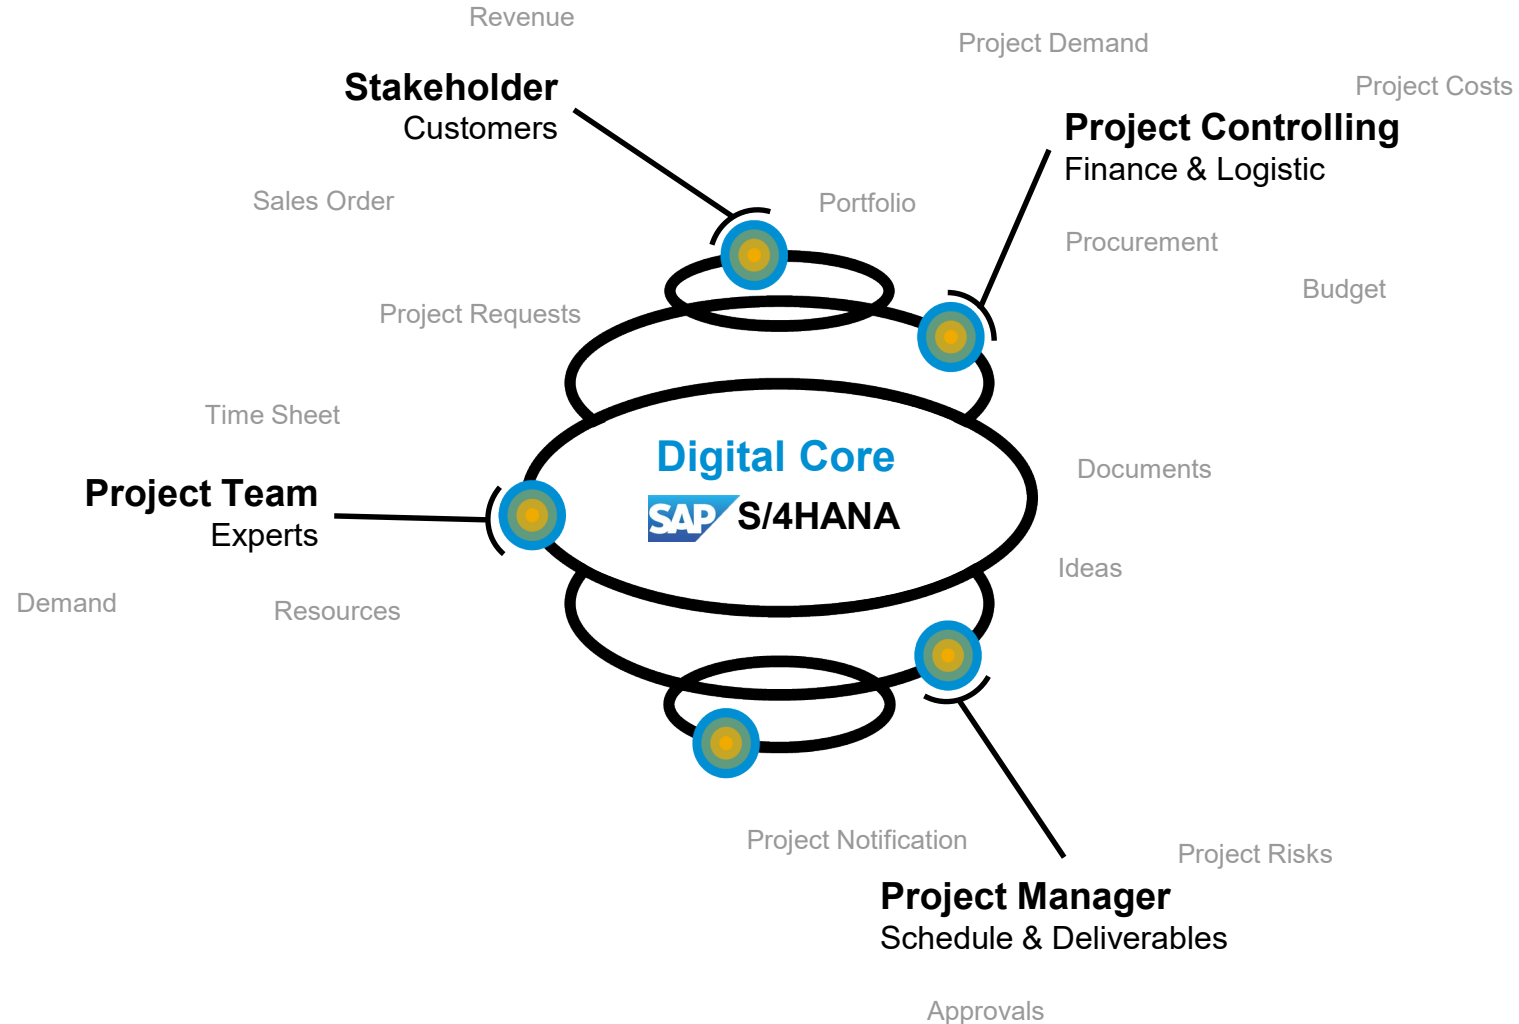 Revenue
Project Demand
Stakeholder
Customers
Project Costs
Project Controlling
Finance & Logistic
Sales Order
Portfolio
Procurement
Budget
Project Requests
Time Sheet
Digital Core
SAP S/4HANA
Documents
Project Team
Experts
Ideas
Demand
Resources
Project Notification
Project Risks
Project Manager
Schedule & Deliverables
Approvals